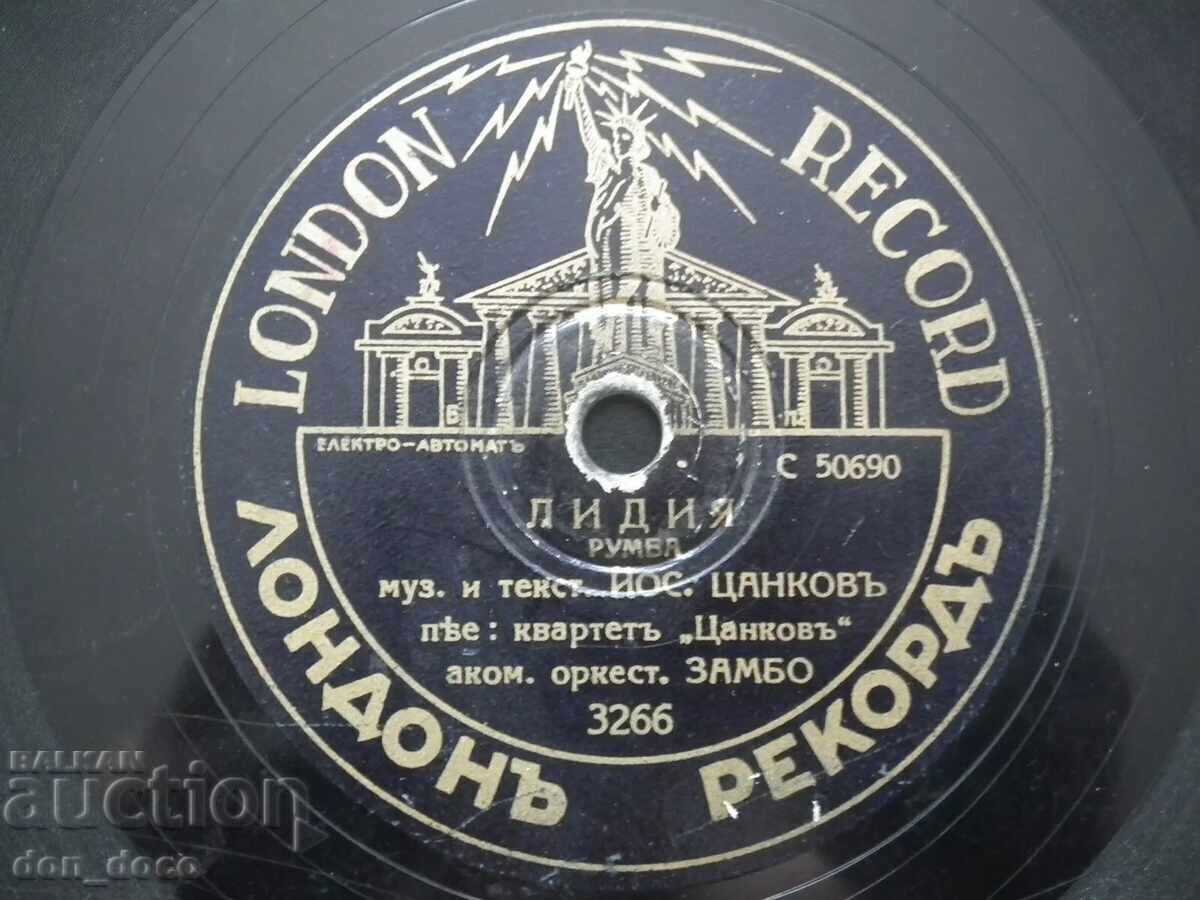 LONDON RECORD
Б. П.
ЕЛЕКТРО-АВТОМАТЪ
С 50690
ЛИДИЯ
РУМБА
муз. и текст. ЙОС. ЦАНКОВЪ
пѣе: квартетъ „Цанковъ“
аком. оркест. ЗАМБО
3266
ЛОНДОНЪ РЕКОРДЪ
BALKAN
auction
don_doco